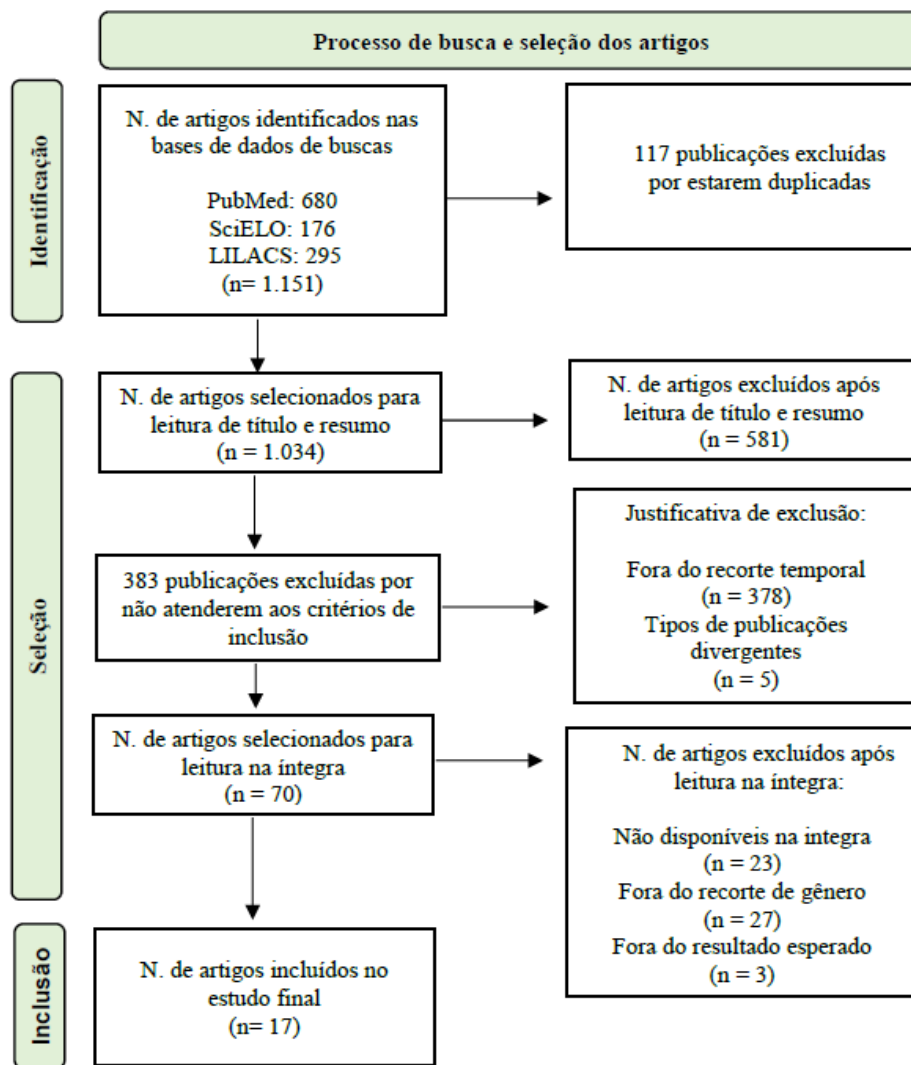 Processo de busca e seleção dos artigos
Identificação
N. de artigos identificados nas
bases de dados de buscas
PubMed: 680
SciELO: 176
LILACS: 295
(n= 1.151)
117 publicações excluídas
por estarem duplicadas
Seleção
N. de artigos selecionados para
leitura de título e resumo
(n = 1.034)
N. de artigos excluídos após
leitura de título e resumo
(n = 581)
383 publicações excluídas por
não atenderem aos critérios de
inclusão
Justificativa de exclusão:
Fora do recorte temporal
(n = 378)
Tipos de publicações
divergentes
(n = 5)
N. de artigos selecionados para
leitura na íntegra
(n = 70)
N. de artigos excluídos após
leitura na íntegra:
Não disponíveis na integra
(n = 23)
Fora do recorte de gênero
(n = 27)
Fora do resultado esperado
(n = 3)
Inclusão
N. de artigos incluídos no
estudo final
(n= 17)